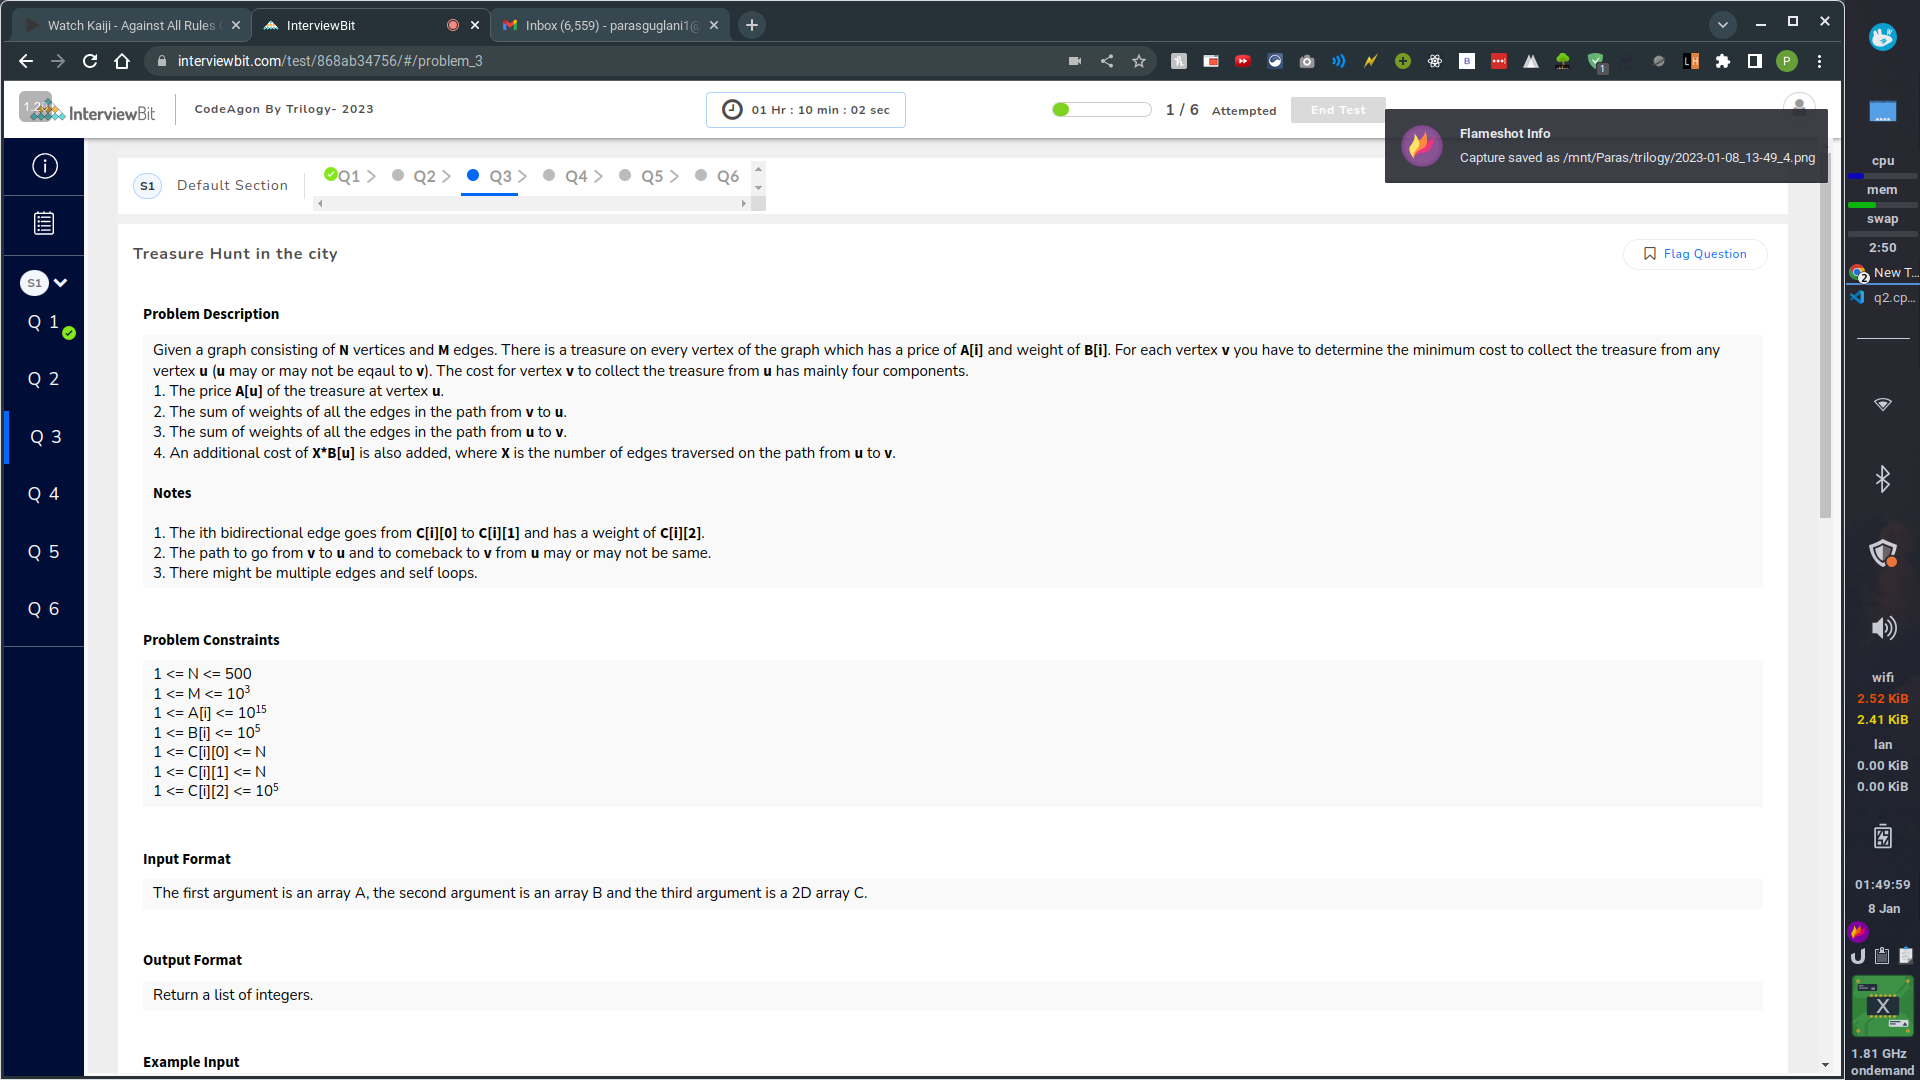 Watch Kaiji - Against All Rules
InterviewBit
Inbox (6,559) - parasguglani1@
interviewbit.com/test/868ab34756/#/problem_3
InterviewBit
CodeAgon By Trilogy- 2023
01 Hr : 10 min : 02 sec
1 / 6 Attempted
End Test
Flameshot Info
Capture saved as /mnt/Paras/trilogy/2023-01-08_13-49_4.png
S1 Default Section
Q1 > Q2 > Q3 > Q4 > Q5 > Q6
S1
Q 1
Q 2
Q 3
Q 4
Q 5
Q 6
Treasure Hunt in the city
Flag Question
Problem Description
Given a graph consisting of N vertices and M edges. There is a treasure on every vertex of the graph which has a price of A[i] and weight of B[i]. For each vertex v you have to determine the minimum cost to collect the treasure from any
vertex u (u may or may not be eqaul to v). The cost for vertex v to collect the treasure from u has mainly four components.
1. The price A[u] of the treasure at vertex u.
2. The sum of weights of all the edges in the path from v to u.
3. The sum of weights of all the edges in the path from u to v.
4. An additional cost of X*B[u] is also added, where X is the number of edges traversed on the path from u to v.
Notes
1. The ith bidirectional edge goes from C[i][0] to C[i][1] and has a weight of C[i][2].
2. The path to go from v to u and to comeback to v from u may or may not be same.
3. There might be multiple edges and self loops.
Problem Constraints
1 <= N <= 500
1 <= M <= 10³
1 <= A[i] <= 10¹⁵
1 <= B[i] <= 10⁵
1 <= C[i][0] <= N
1 <= C[i][1] <= N
1 <= C[i][2] <= 10⁵
Input Format
The first argument is an array A, the second argument is an array B and the third argument is a 2D array C.
Output Format
Return a list of integers.
Example Input
cpu
mem
swap
2:50
New T...
q2.cp...
wifi
2.52 KiB
2.41 KiB
lan
0.00 KiB
0.00 KiB
01:49:59
8 Jan
X
1.81 GHz
ondemand